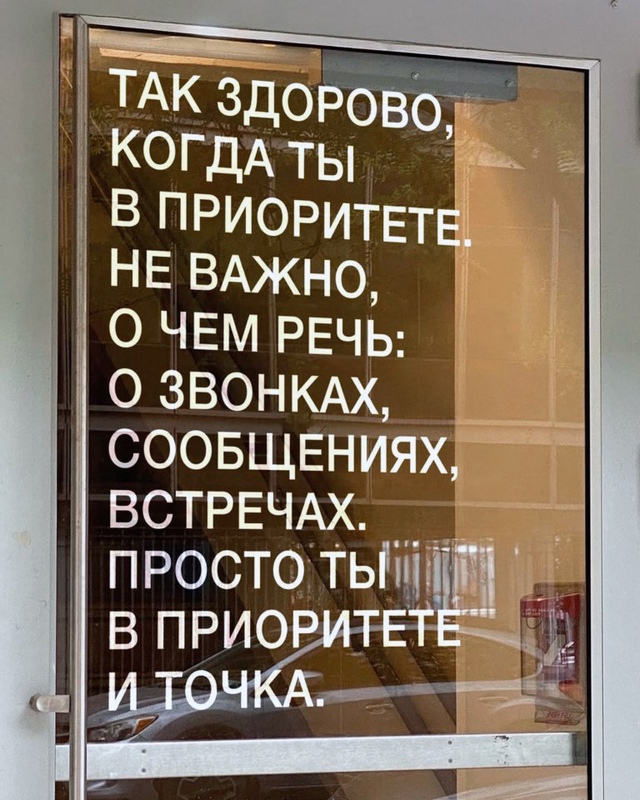 ТАК ЗДОРОВО,
КОГДА ТЫ
В ПРИОРИТЕТЕ.
НЕ ВАЖНО,
О ЧЕМ РЕЧЬ:
О ЗВОНКАХ,
СООБЩЕНИЯХ,
ВСТРЕЧАХ.
ПРОСТО ТЫ
В ПРИОРИТЕТЕ
И ТОЧКА.